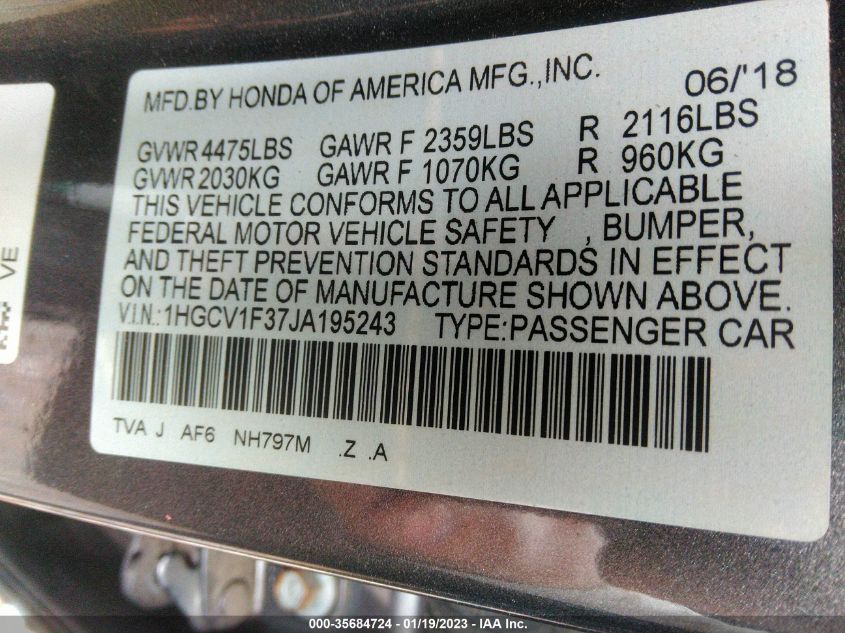 MFD.BY HONDA OF AMERICA MFG.,INC. 06/'18
GVWR 4475LBS GAWR F 2359LBS R 2116LBS
GVWR 2030KG GAWR F 1070KG R 960KG
THIS VEHICLE CONFORMS TO ALL APPLICABLE
FEDERAL MOTOR VEHICLE SAFETY , BUMPER,
AND THEFT PREVENTION STANDARDS IN EFFECT
ON THE DATE OF MANUFACTURE SHOWN ABOVE.
V.I.N.:1HGCV1F37JA195243 TYPE:PASSENGER CAR
TVA J AF6 NH797M .Z .A
VE
000-35684724 - 01/19/2023 - IAA Inc.